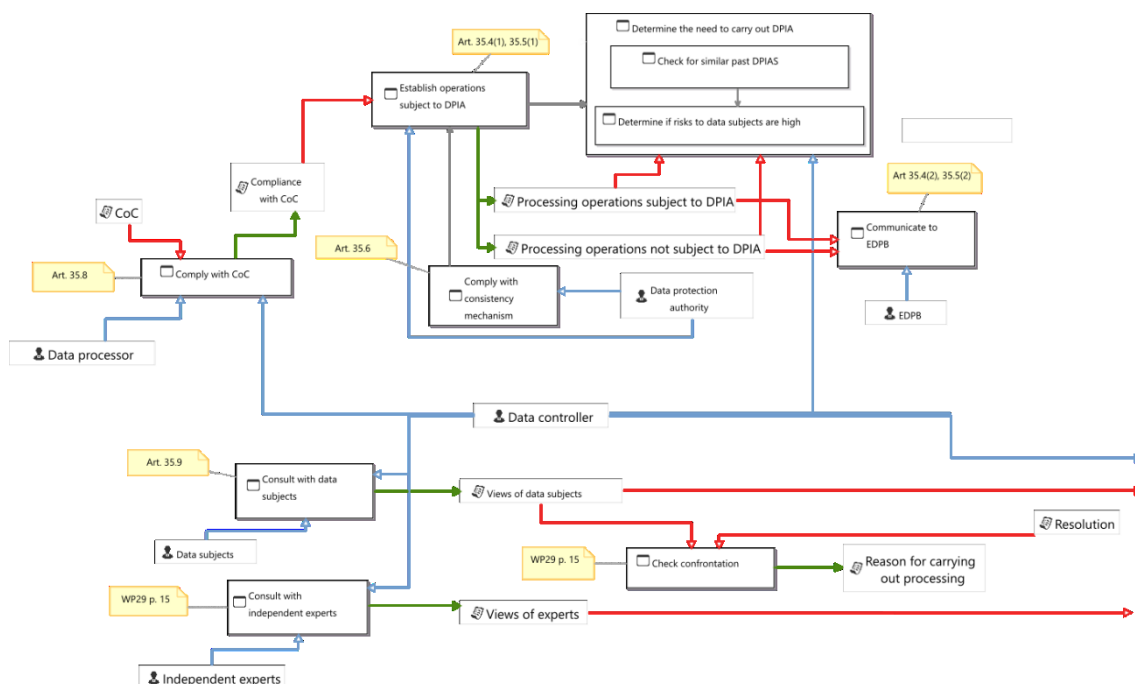 Determine the need to carry out DPIA
Art. 35.4(1), 35.5(1)
Check for similar past DPIAS
Establish operations
subject to DPIA
Determine if risks to data subjects are high
Art 35.4(2), 35.5(2)
Compliance
with CoC
Processing operations subject to DPIA
CoC
Communicate to
EDPB
Art. 35.6
Processing operations not subject to DPIA
Art. 35.8
Comply with CoC
Comply with
consistency
mechanism
Data protection
authority
EDPB
Data processor
Data controller
Art. 35.9
Consult with data
subjects
Views of data subjects
Resolution
Data subjects
WP29 p. 15
Check confrontation
Reason for carrying
out processing
WP29 p. 15
Consult with
independent experts
Views of experts
Independent experts